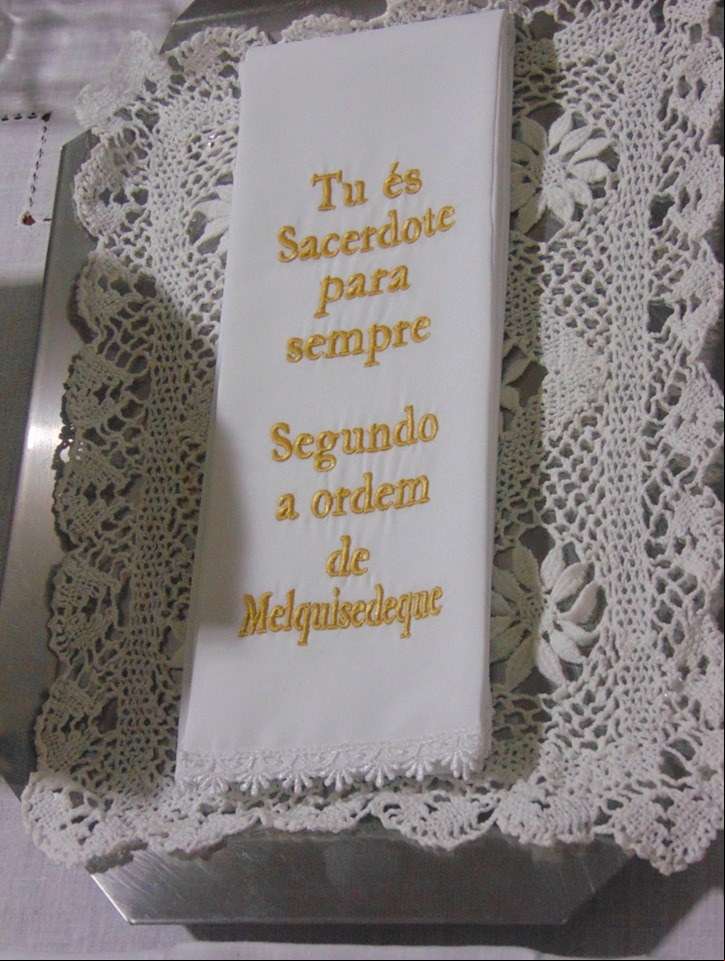 Tu és
Sacerdote
para
sempre
Segundo
a ordem
de
Melquisedeque